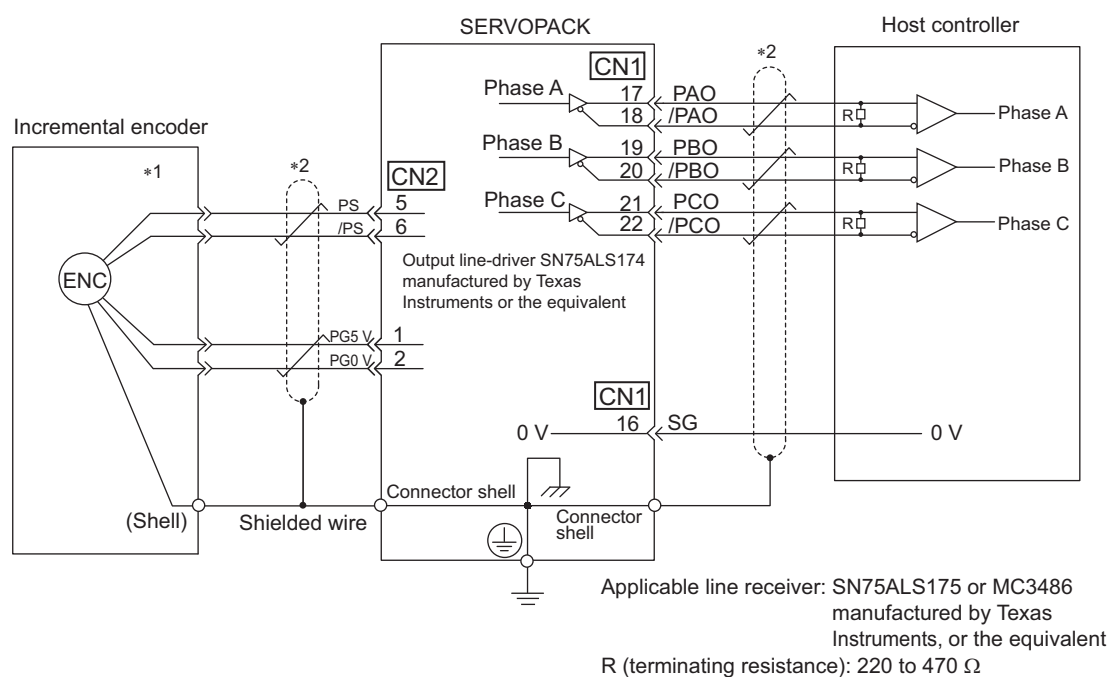 SERVOPACK
Host controller
*2
CN1
Phase A
17 PAO
18 /PAO
R
Phase A
Incremental encoder
Phase B
19 PBO
20 /PBO
R
Phase B
*1
*2
CN2
PS 5
/PS 6
Phase C
21 PCO
22 /PCO
R
Phase C
ENC
Output line-driver SN75ALS174
manufactured by Texas
Instruments or the equivalent
PG5 V 1
PG0 V 2
CN1
0 V
16 SG
0 V
Connector shell
(Shell)
Shielded wire
Connector
shell
Applicable line receiver: SN75ALS175 or MC3486
manufactured by Texas
Instruments, or the equivalent
R (terminating resistance): 220 to 470 Ω